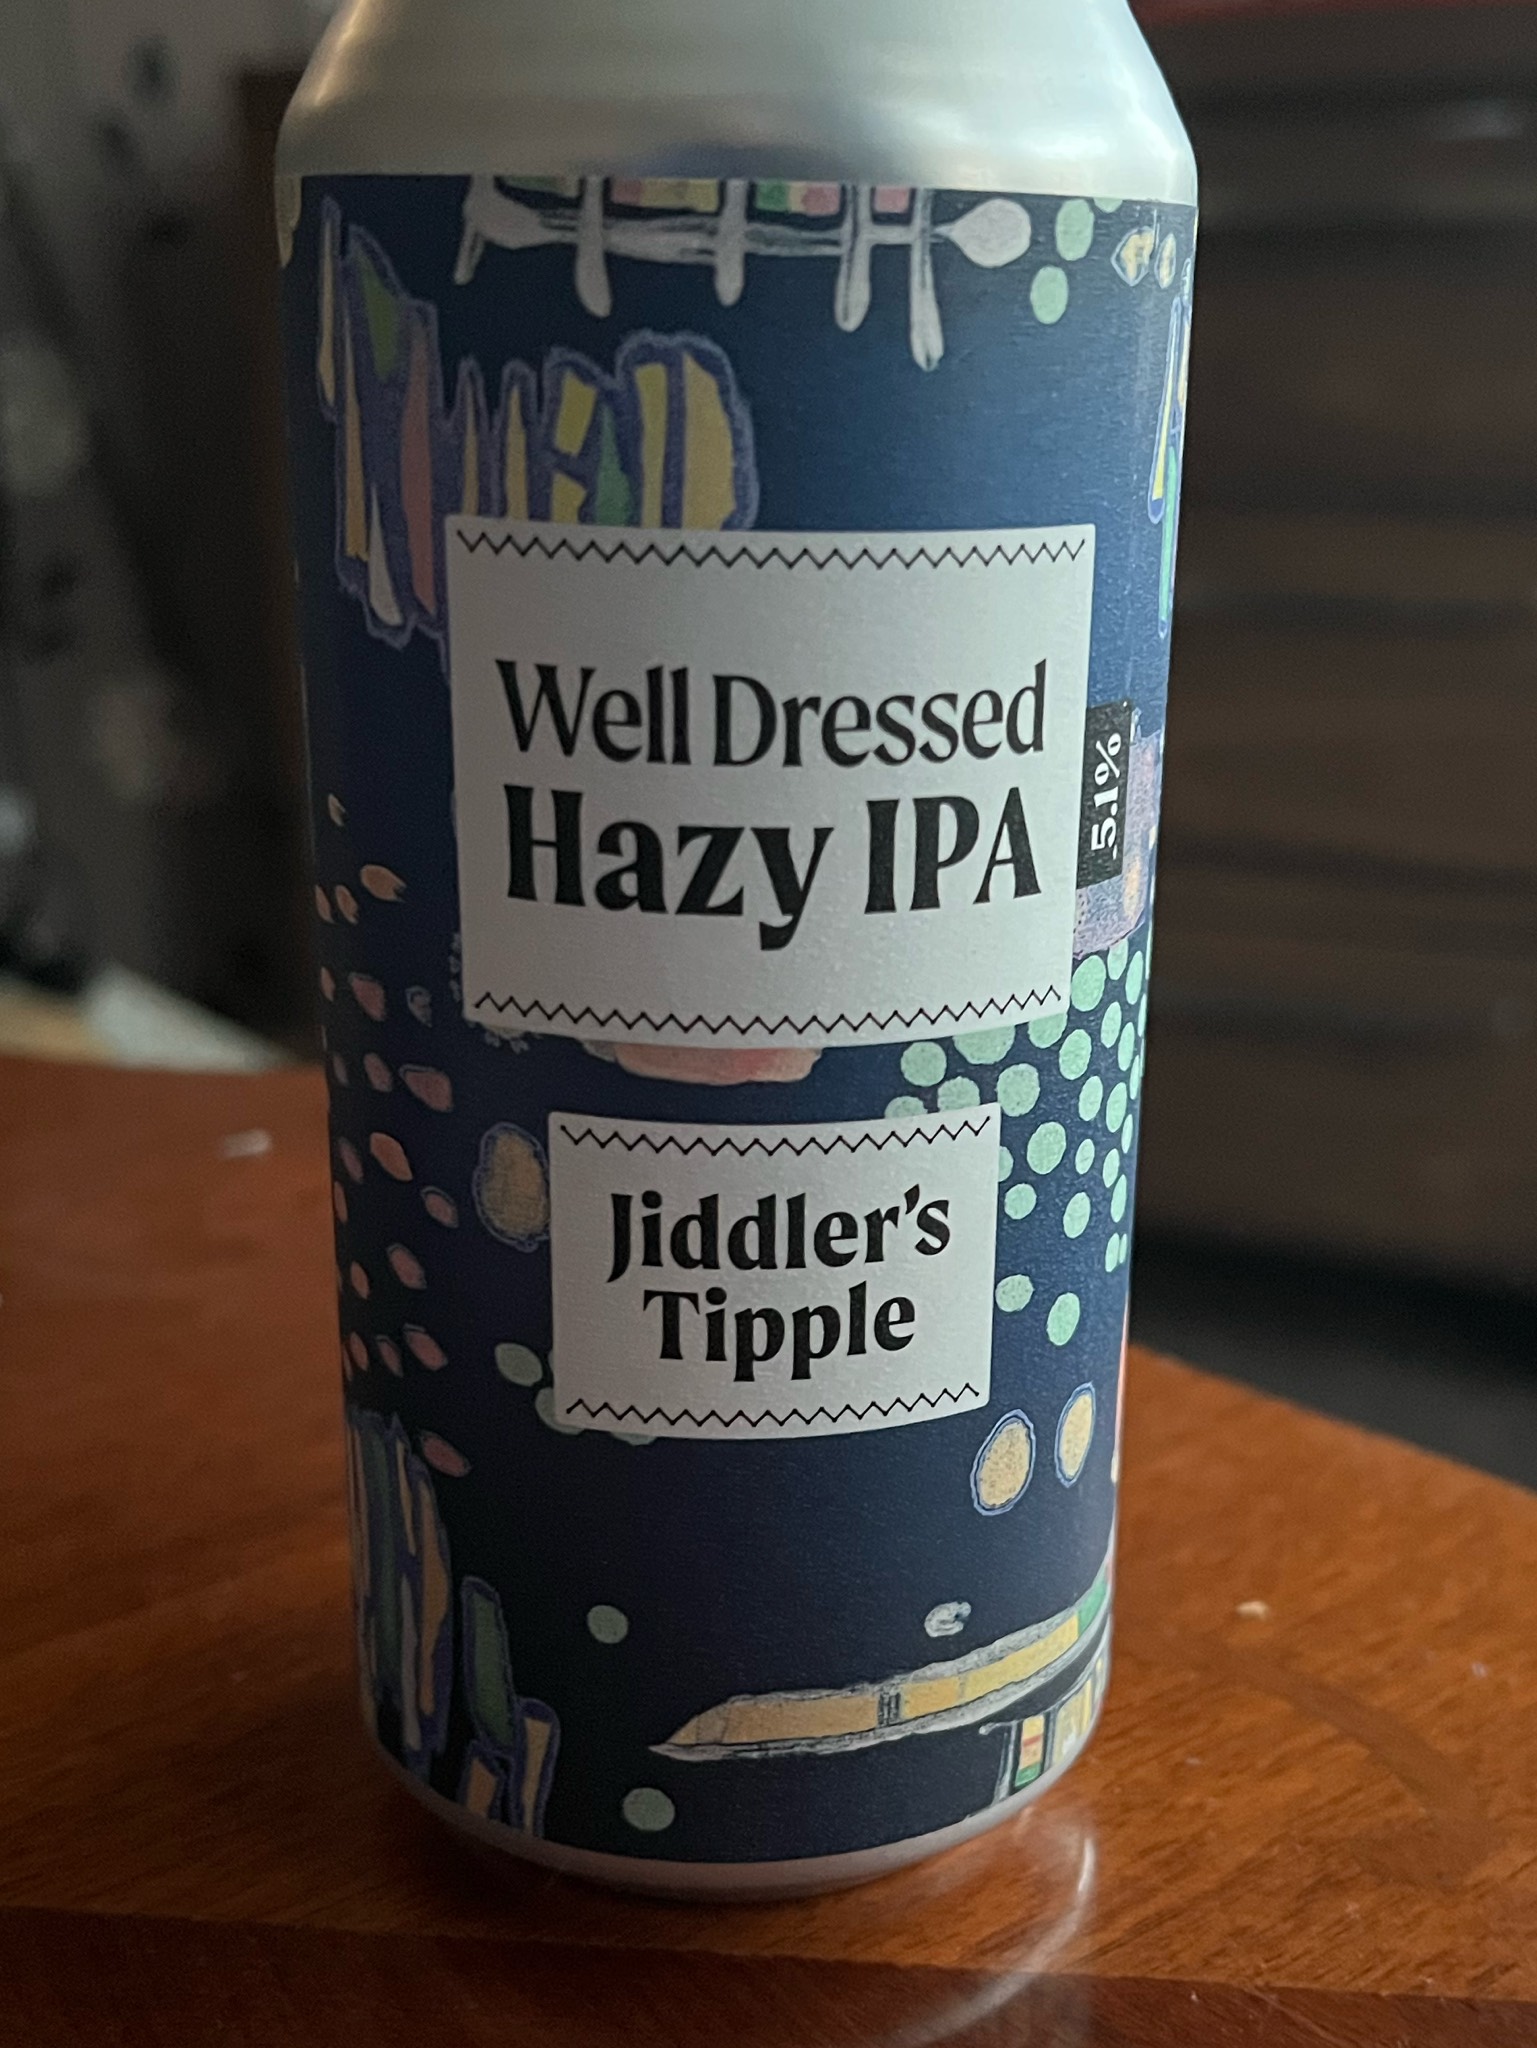 Well Dressed
Hazy IPA
5.1%
Jiddler's
Tipple